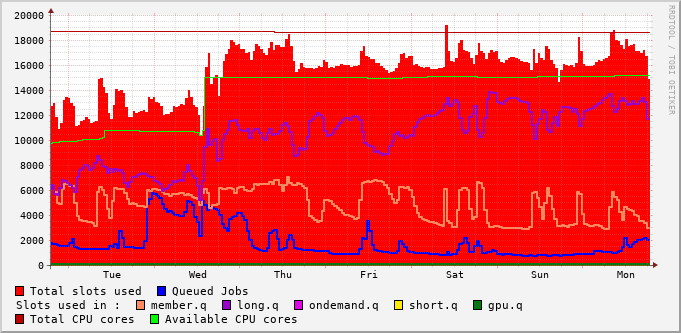 20000
18000
16000
14000
12000
10000
8000
6000
4000
2000
0
Tue Wed Thu Fri Sat Sun Mon
RRDTOOL / TOBI OETIKER
Total slots used Queued Jobs
Slots used in : member.q long.q ondemand.q short.q gpu.q
Total CPU cores Available CPU cores